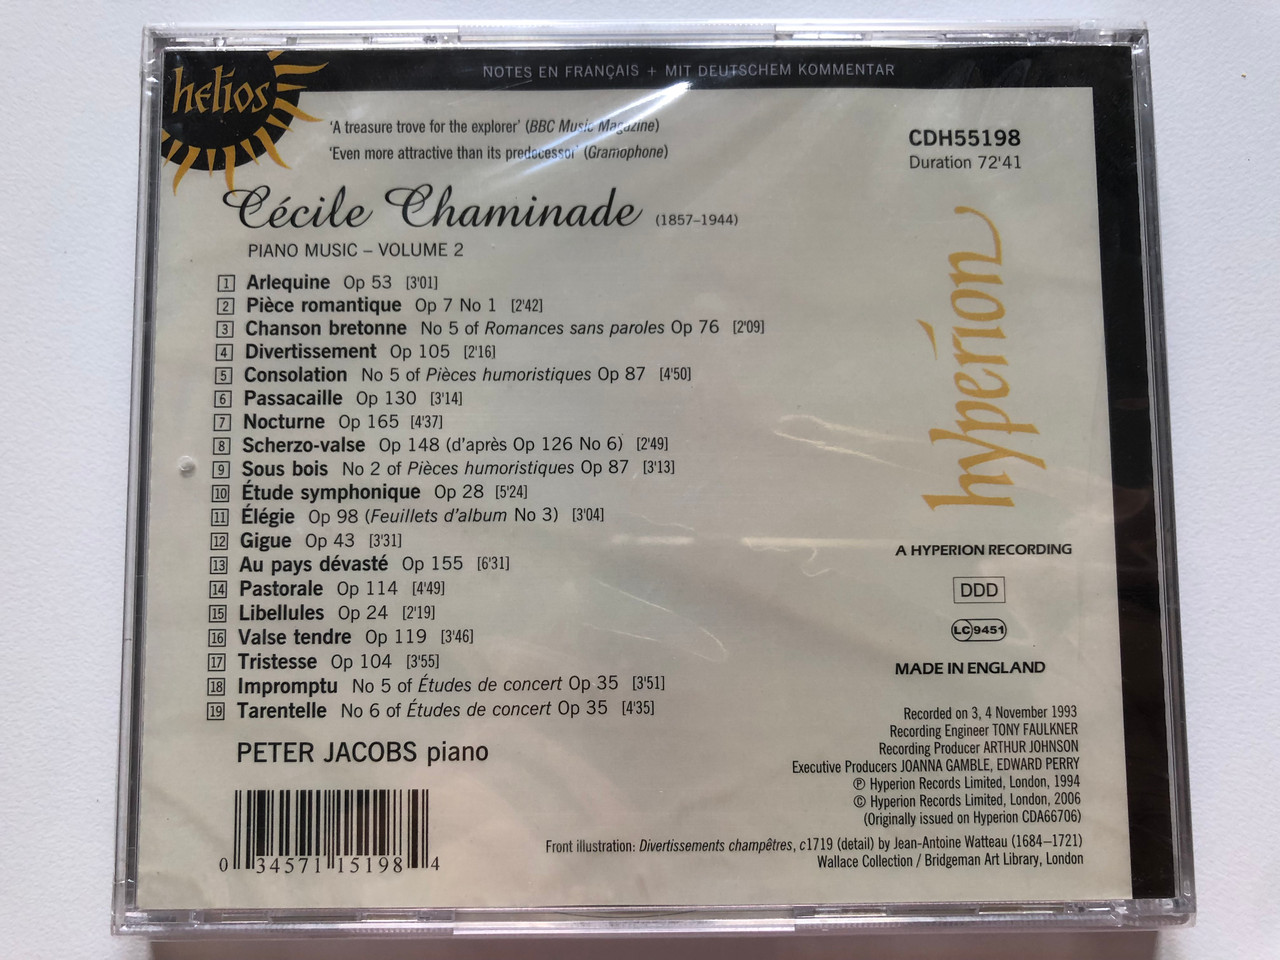 helios
NOTES EN FRANÇAIS + MIT DEUTSCHEM KOMMENTAR
'A treasure trove for the explorer' (BBC Music Magazine)
'Even more attractive than its predecessor' (Gramophone)
CDH55198
Duration 72'41
Cécile Chaminade (1857–1944)
PIANO MUSIC – VOLUME 2
1 Arlequine Op 53 [3'01]
2 Pièce romantique Op 7 No 1 [2'42]
3 Chanson bretonne No 5 of Romances sans paroles Op 76 [2'09]
4 Divertissement Op 105 [2'16]
5 Consolation No 5 of Pièces humoristiques Op 87 [4'50]
6 Passacaille Op 130 [3'14]
7 Nocturne Op 165 [4'37]
8 Scherzo-valse Op 148 (d'après Op 126 No 6) [2'49]
9 Sous bois No 2 of Pièces humoristiques Op 87 [3'13]
10 Étude symphonique Op 28 [5'24]
11 Élégie Op 98 (Feuillets d'album No 3) [3'04]
12 Gigue Op 43 [3'31]
13 Au pays dévasté Op 155 [6'31]
14 Pastorale Op 114 [4'49]
15 Libellules Op 24 [2'19]
16 Valse tendre Op 119 [3'46]
17 Tristesse Op 104 [3'55]
18 Impromptu No 5 of Études de concert Op 35 [3'51]
19 Tarentelle No 6 of Études de concert Op 35 [4'35]
PETER JACOBS piano
hyperion
A HYPERION RECORDING
DDD
LC 9451
MADE IN ENGLAND
Recorded on 3, 4 November 1993
Recording Engineer TONY FAULKNER
Recording Producer ARTHUR JOHNSON
Executive Producers JOANNA GAMBLE, EDWARD PERRY
℗ Hyperion Records Limited, London, 1994
© Hyperion Records Limited, London, 2006
(Originally issued on Hyperion CDA66706)
Front illustration: Divertissements champêtres, c1719 (detail) by Jean-Antoine Watteau (1684–1721)
Wallace Collection / Bridgeman Art Library, London
0 34571 15198 4